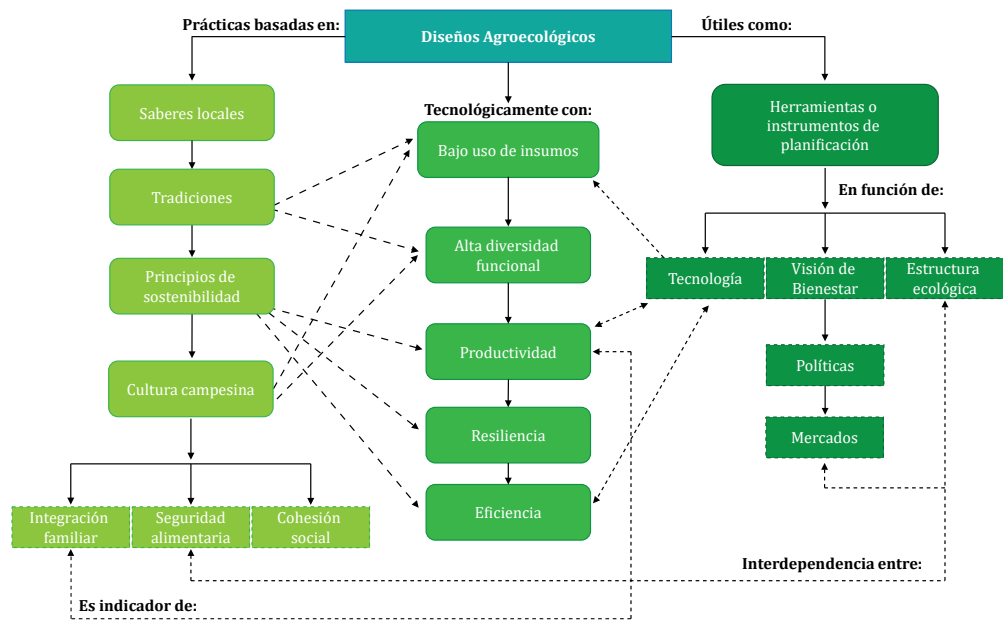 Prácticas basadas en:
Diseños Agroecológicos
Útiles como:
Saberes locales
Tradiciones
Principios de
sostenibilidad
Cultura campesina
Integración
familiar
Seguridad
alimentaria
Cohesión
social
Tecnológicamente con:
Bajo uso de insumos
Alta diversidad
funcional
Productividad
Resiliencia
Eficiencia
Herramientas o
instrumentos de
planificación
En función de:
Tecnología
Visión de
Bienestar
Estructura
ecológica
Políticas
Mercados
Interdependencia entre:
Es indicador de: